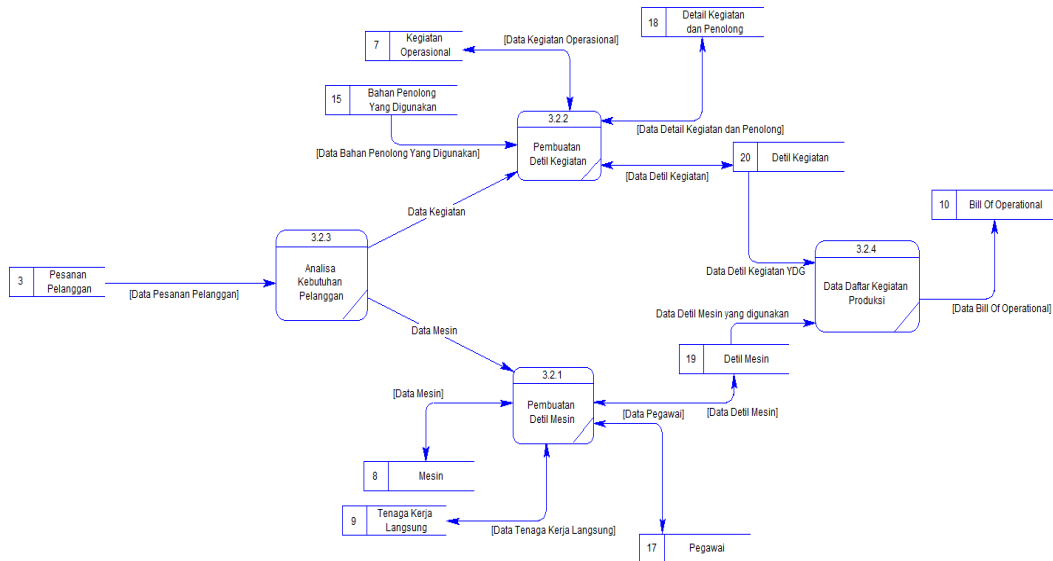 18
Detail Kegiatan
dan Penolong
7
Kegiatan
Operasional
[Data Kegiatan Operasional]
15
Bahan Penolong
Yang Digunakan
3.2.2
Pembuatan
Detil Kegiatan
[Data Detail Kegiatan dan Penolong]
[Data Bahan Penolong Yang Digunakan]
20
Detil Kegiatan
[Data Detil Kegiatan]
10
Bill Of Operational
Data Kegiatan
3.2.3
Analisa
Kebutuhan
Pelanggan
3.2.4
Data Daftar Kegiatan
Produksi
3
Pesanan
Pelanggan
[Data Pesanan Pelanggan]
Data Detil Kegiatan YDG
[Data Bill Of Operational]
Data Detil Mesin yang digunakan
Data Mesin
19
Detil Mesin
3.2.1
Pembuatan
Detil Mesin
[Data Mesin]
[Data Pegawai]
[Data Detil Mesin]
8
Mesin
9
Tenaga Kerja
Langsung
[Data Tenaga Kerja Langsung]
17
Pegawai